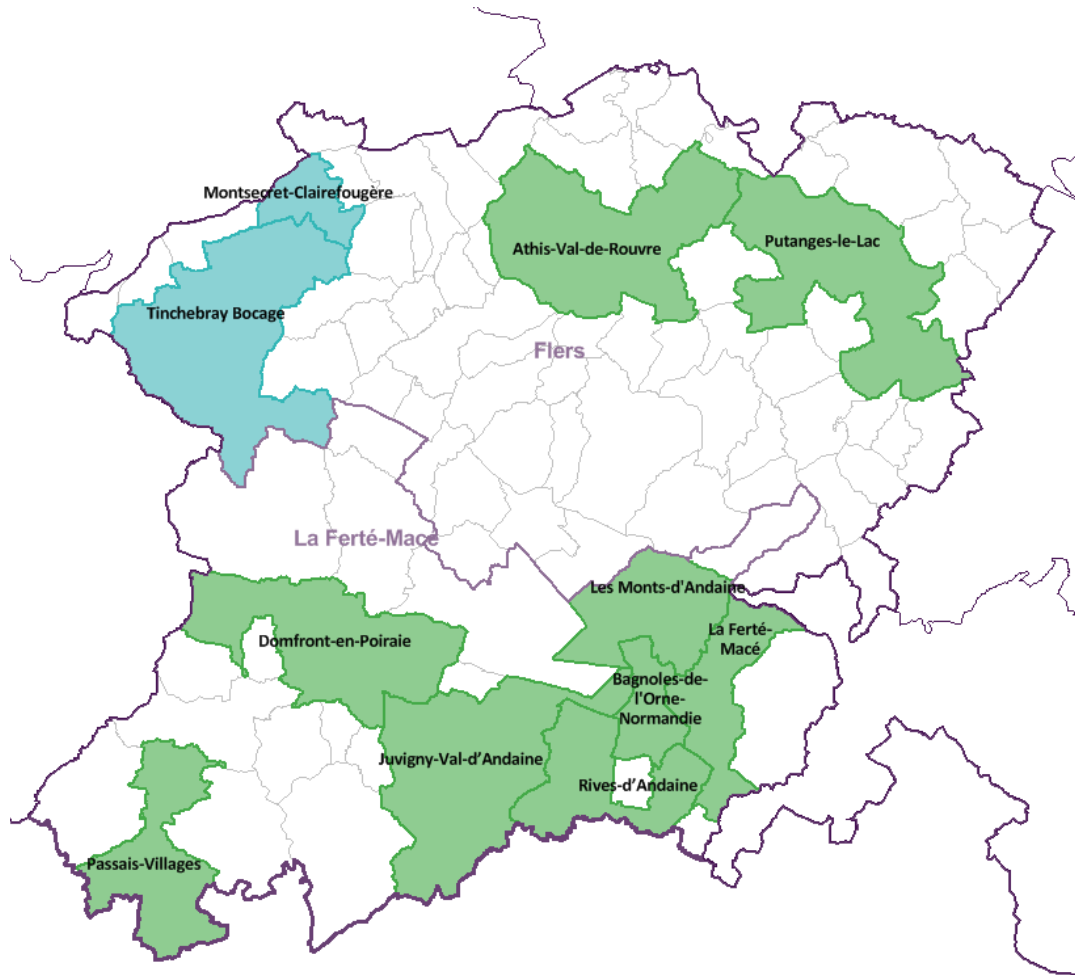 Montsecret-Clairefougère
Athis-Val-de-Rouvre
Putanges-le-Lac
Tinchebray Bocage
Flers
La Ferté-Macé
Les Monts-d'Andaine
Domfront-en-Poiraie
La Ferté-
Macé
Bagnoles-de-
l'Orne-
Normandie
Juvigny-Val-d’Andaine
Rives-d’Andaine
Passais-Villages